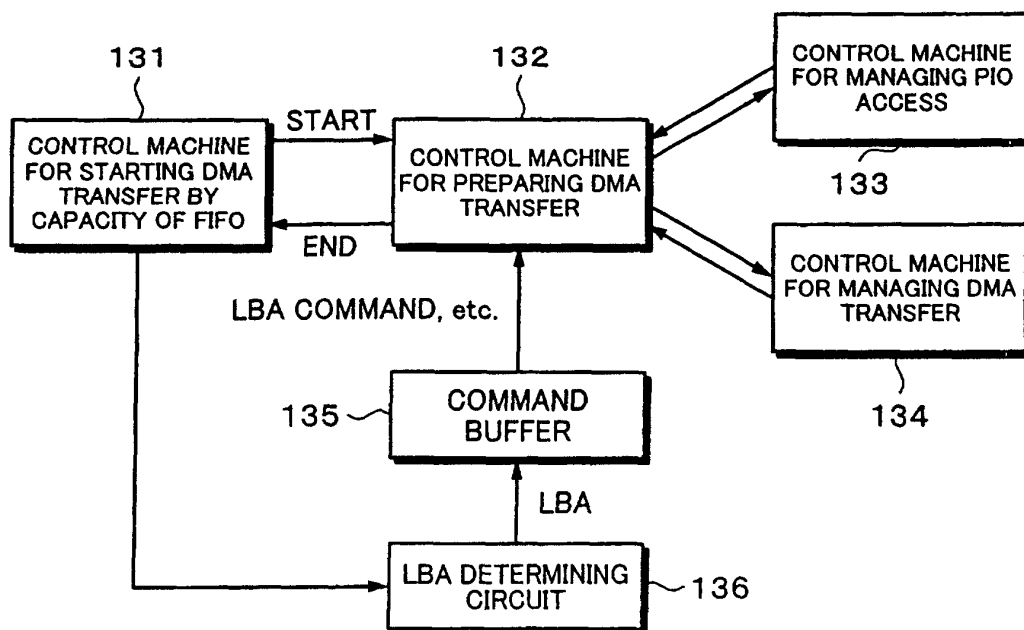 131
132
CONTROL MACHINE
FOR MANAGING PIO
ACCESS
133
CONTROL MACHINE
FOR STARTING DMA
TRANSFER BY
CAPACITY OF FIFO
START
END
CONTROL MACHINE
FOR PREPARING DMA
TRANSFER
CONTROL MACHINE
FOR MANAGING DMA
TRANSFER
134
LBA COMMAND, etc.
135
COMMAND
BUFFER
LBA
LBA DETERMINING
CIRCUIT
136